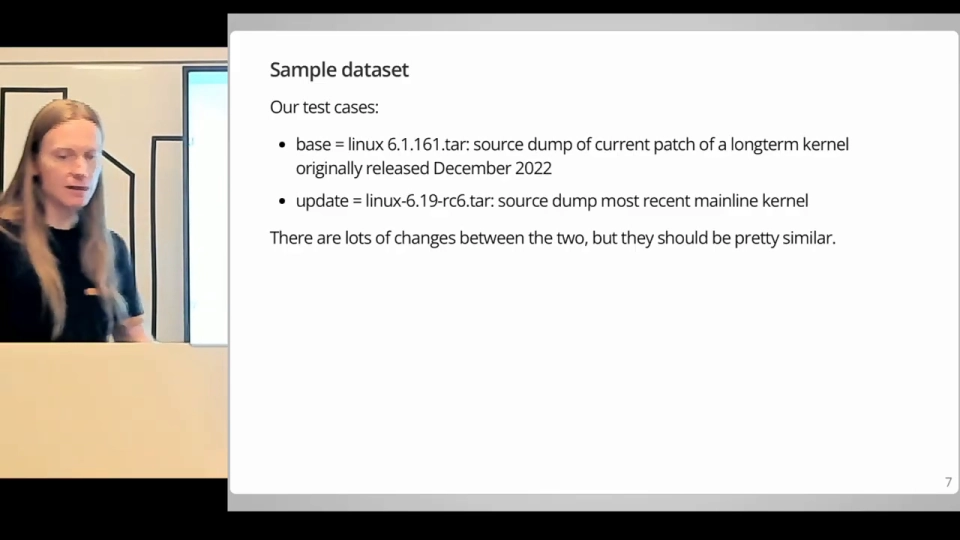 Sample dataset
Our test cases:
• base = linux 6.1.161.tar: source dump of current patch of a longterm kernel
originally released December 2022
• update = linux-6.19-rc6.tar: source dump most recent mainline kernel
There are lots of changes between the two, but they should be pretty similar.
7